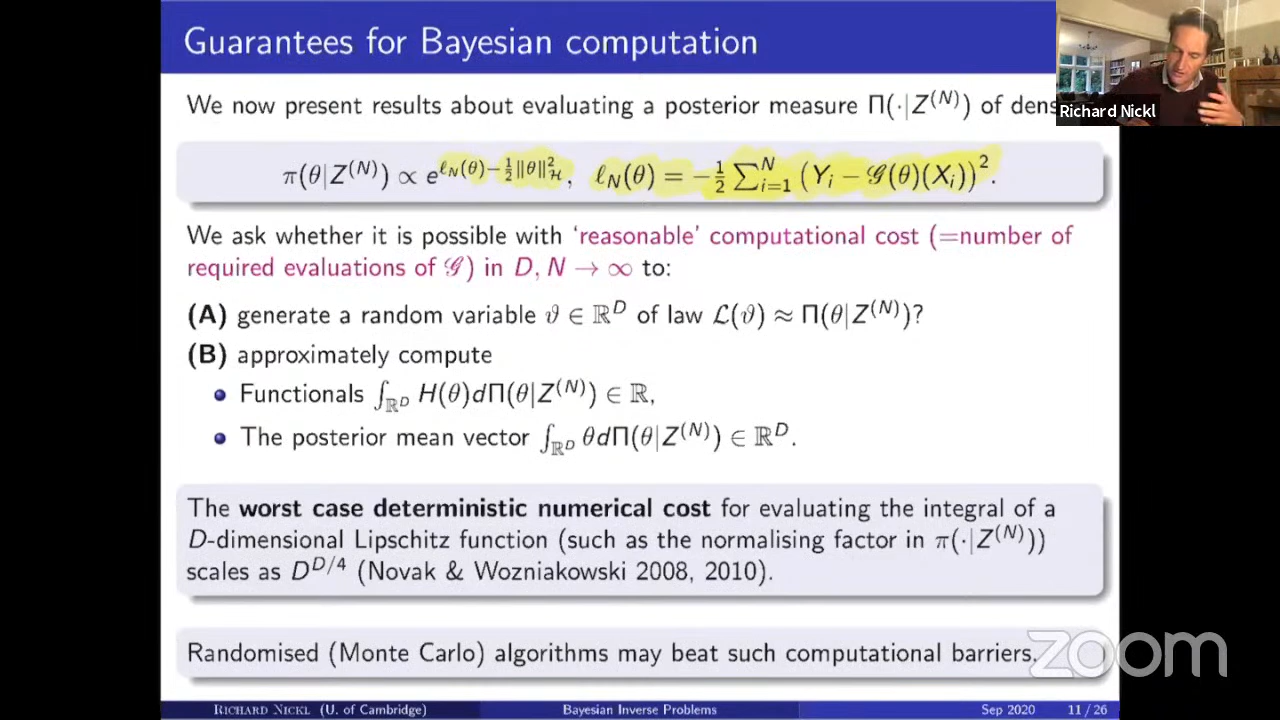 Guarantees for Bayesian computation
Richard Nickl
We now present results about evaluating a posterior measure Π(·|Z^(N)) of dens
π(θ|Z^(N)) ∝ e^{ℓ_N(θ)−½‖θ‖²_ℋ}, ℓ_N(θ) = −½ ∑_{i=1}^N (Y_i − 𝒢(θ)(X_i))².
We ask whether it is possible with ‘reasonable’ computational cost (=number of
required evaluations of 𝒢) in D, N → ∞ to:
(A) generate a random variable ϑ ∈ ℝ^D of law ℒ(ϑ) ≈ Π(θ|Z^(N))?
(B) approximately compute
• Functionals ∫_{ℝ^D} H(θ)dΠ(θ|Z^(N)) ∈ ℝ,
• The posterior mean vector ∫_{ℝ^D} θdΠ(θ|Z^(N)) ∈ ℝ^D.
The worst case deterministic numerical cost for evaluating the integral of a
D-dimensional Lipschitz function (such as the normalising factor in π(·|Z^(N)))
scales as D^{D/4} (Novak & Wozniakowski 2008, 2010).
Randomised (Monte Carlo) algorithms may beat such computational barriers.
zoom
Richard Nickl (U. of Cambridge) Bayesian Inverse Problems Sep 2020 11 / 26